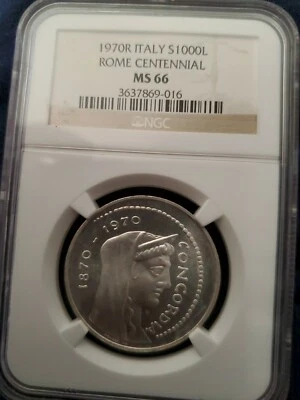 1970R ITALY S1000L
ROME CENTENNIAL
MS 66
3637869-016
NGC
1870 - 1970
CONCORDIA